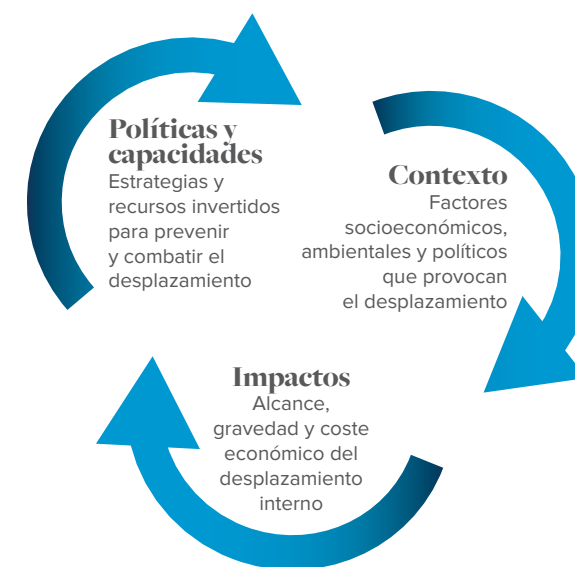 Políticas y
capacidades
Estrategias y
recursos invertidos
para prevenir
y combatir el
desplazamiento
Contexto
Factores
socioeconómicos,
ambientales y políticos
que provocan
el desplazamiento
Impactos
Alcance,
gravedad y coste
económico del
desplazamiento
interno